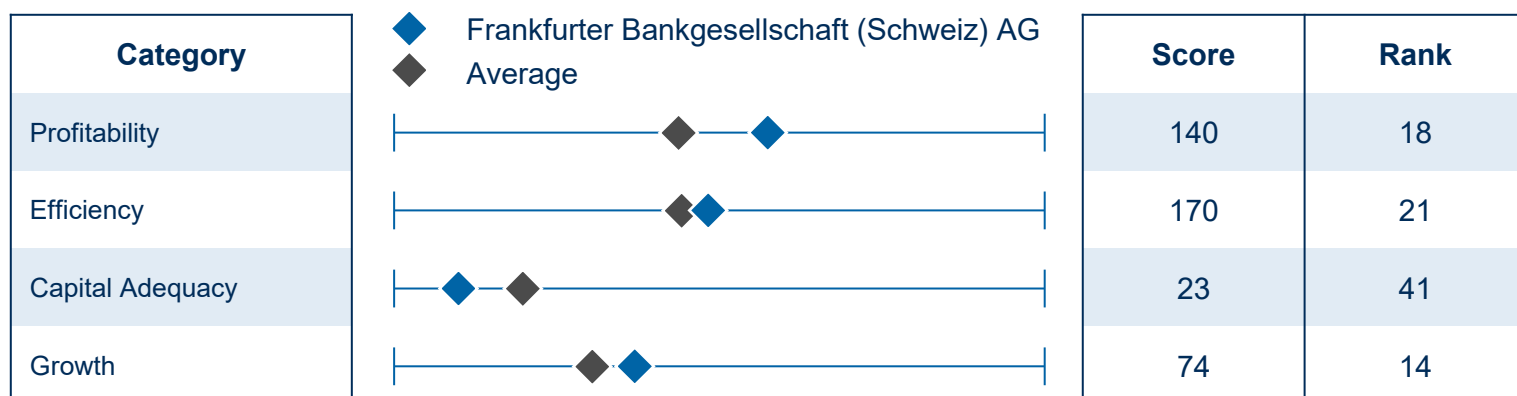 Category
Frankfurter Bankgesellschaft (Schweiz) AG
Average
Score Rank
Profitability 140 18
Efficiency 170 21
Capital Adequacy 23 41
Growth 74 14